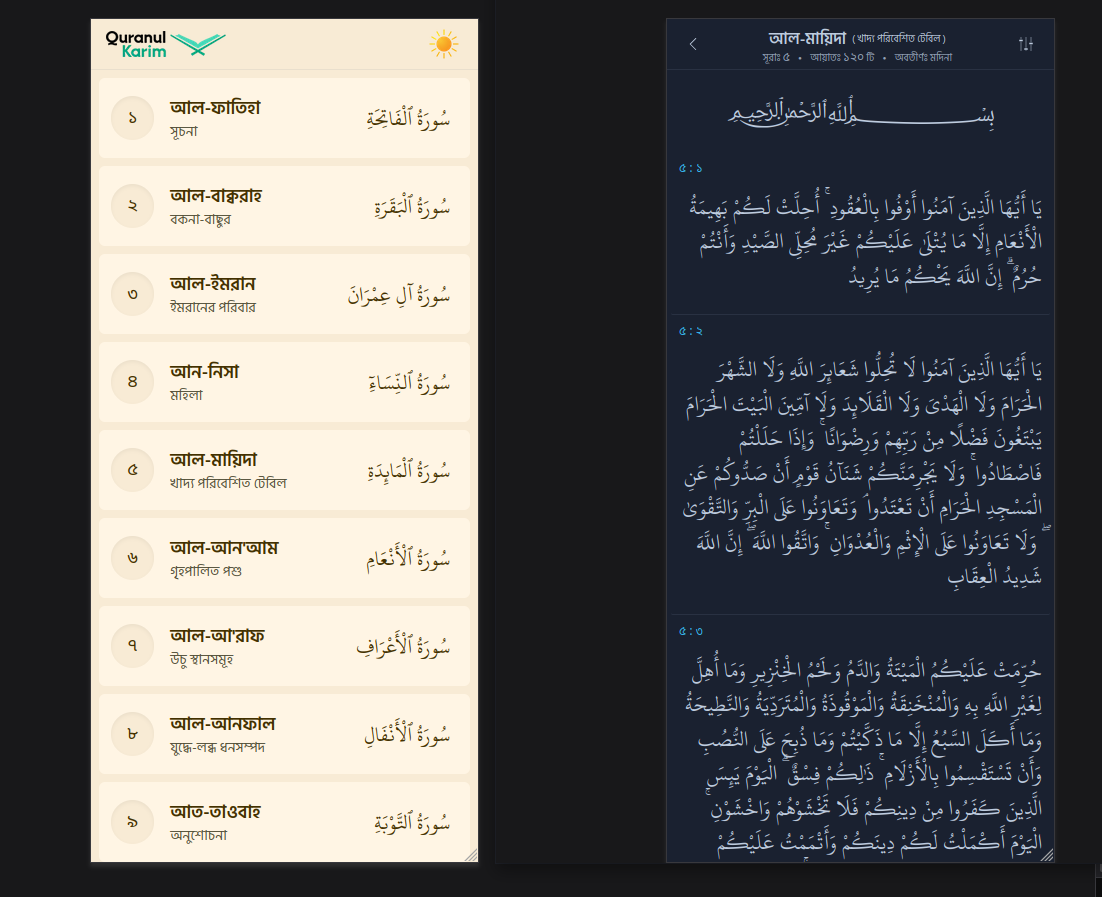 Quranul
Karim
১
আল-ফাতিহা
সূচনা
سُورَةُ ٱلْفَاتِحَةِ
২
আল-বাক্বারাহ
বকনা-বাছুর
سُورَةُ ٱلْبَقَرَةِ
৩
আল-ইমরান
ইমরানের পরিবার
سُورَةُ آلِ عِمْرَانَ
৪
আন-নিসা
মহিলা
سُورَةُ ٱلنِّسَاءِ
৫
আল-মায়িদা
খাদ্য পরিবেশিত টেবিল
سُورَةُ ٱلْمَائِدَةِ
৬
আল-আন'আম
গৃহপালিত পশু
سُورَةُ ٱلْأَنْعَامِ
৭
আল-আ'রাফ
উচু স্থানসমূহ
سُورَةُ ٱلْأَعْرَافِ
৮
আল-আনফাল
যুদ্ধে-লব্ধ ধনসম্পদ
سُورَةُ ٱلْأَنْفَالِ
৯
আত-তাওবাহ
অনুশোচনা
سُورَةُ ٱلتَّوْبَةِ
আল-মায়িদা (খাদ্য পরিবেশিত টেবিল)
সূরাঃ ৫ • আয়াতঃ ১২০ টি • অবতীর্ণঃ মদিনা
بِسْمِ ٱللَّهِ ٱلرَّحْمَٰنِ ٱلرَّحِيمِ
৫:১
يَا أَيُّهَا الَّذِينَ آمَنُوا أَوْفُوا بِالْعُقُودِ ۚ أُحِلَّتْ لَكُمْ بَهِيمَةُ
الْأَنْعَامِ إِلَّا مَا يُتْلَىٰ عَلَيْكُمْ غَيْرَ مُحِلِّي الصَّيْدِ وَأَنْتُمْ
حُرُمٌ ۗ إِنَّ اللَّهَ يَحْكُمُ مَا يُرِيدُ
৫:২
يَا أَيُّهَا الَّذِينَ آمَنُوا لَا تُحِلُّوا شَعَائِرَ اللَّهِ وَلَا الشَّهْرَ
الْحَرَامَ وَلَا الْهَدْيَ وَلَا الْقَلَائِدَ وَلَا آمِّينَ الْبَيْتَ الْحَرَامَ
يَبْتَغُونَ فَضْلًا مِنْ رَبِّهِمْ وَرِضْوَانًا ۚ وَإِذَا حَلَلْتُمْ
فَاصْطَادُوا ۚ وَلَا يَجْرِمَنَّكُمْ شَنَآنُ قَوْمٍ أَنْ صَدُّوكُمْ عَنِ
الْمَسْجِدِ الْحَرَامِ أَنْ تَعْتَدُوا ۘ وَتَعَاوَنُوا عَلَى الْبِرِّ وَالتَّقْوَىٰ
ۖ وَلَا تَعَاوَنُوا عَلَى الْإِثْمِ وَالْعُدْوَانِ ۚ وَاتَّقُوا اللَّهَ ۖ إِنَّ اللَّهَ
شَدِيدُ الْعِقَابِ
৫:৩
حُرِّمَتْ عَلَيْكُمُ الْمَيْتَةُ وَالدَّمُ وَلَحْمُ الْخِنْزِيرِ وَمَا أُهِلَّ
لِغَيْرِ اللَّهِ بِهِ وَالْمُنْخَنِقَةُ وَالْمَوْقُوذَةُ وَالْمُتَرَدِّيَةُ وَالنَّطِيحَةُ
وَمَا أَكَلَ السَّبُعُ إِلَّا مَا ذَكَّيْتُمْ وَمَا ذُبِحَ عَلَى النُّصُبِ
وَأَنْ تَسْتَقْسِمُوا بِالْأَزْلَامِ ۚ ذَٰلِكُمْ فِسْقٌ ۗ الْيَوْمَ يَئِسَ
الَّذِينَ كَفَرُوا مِنْ دِينِكُمْ فَلَا تَخْشَوْهُمْ وَاخْشَوْنِ ۚ
الْيَوْمَ أَكْمَلْتُ لَكُمْ دِينَكُمْ وَأَتْمَمْتُ عَلَيْكُمْ